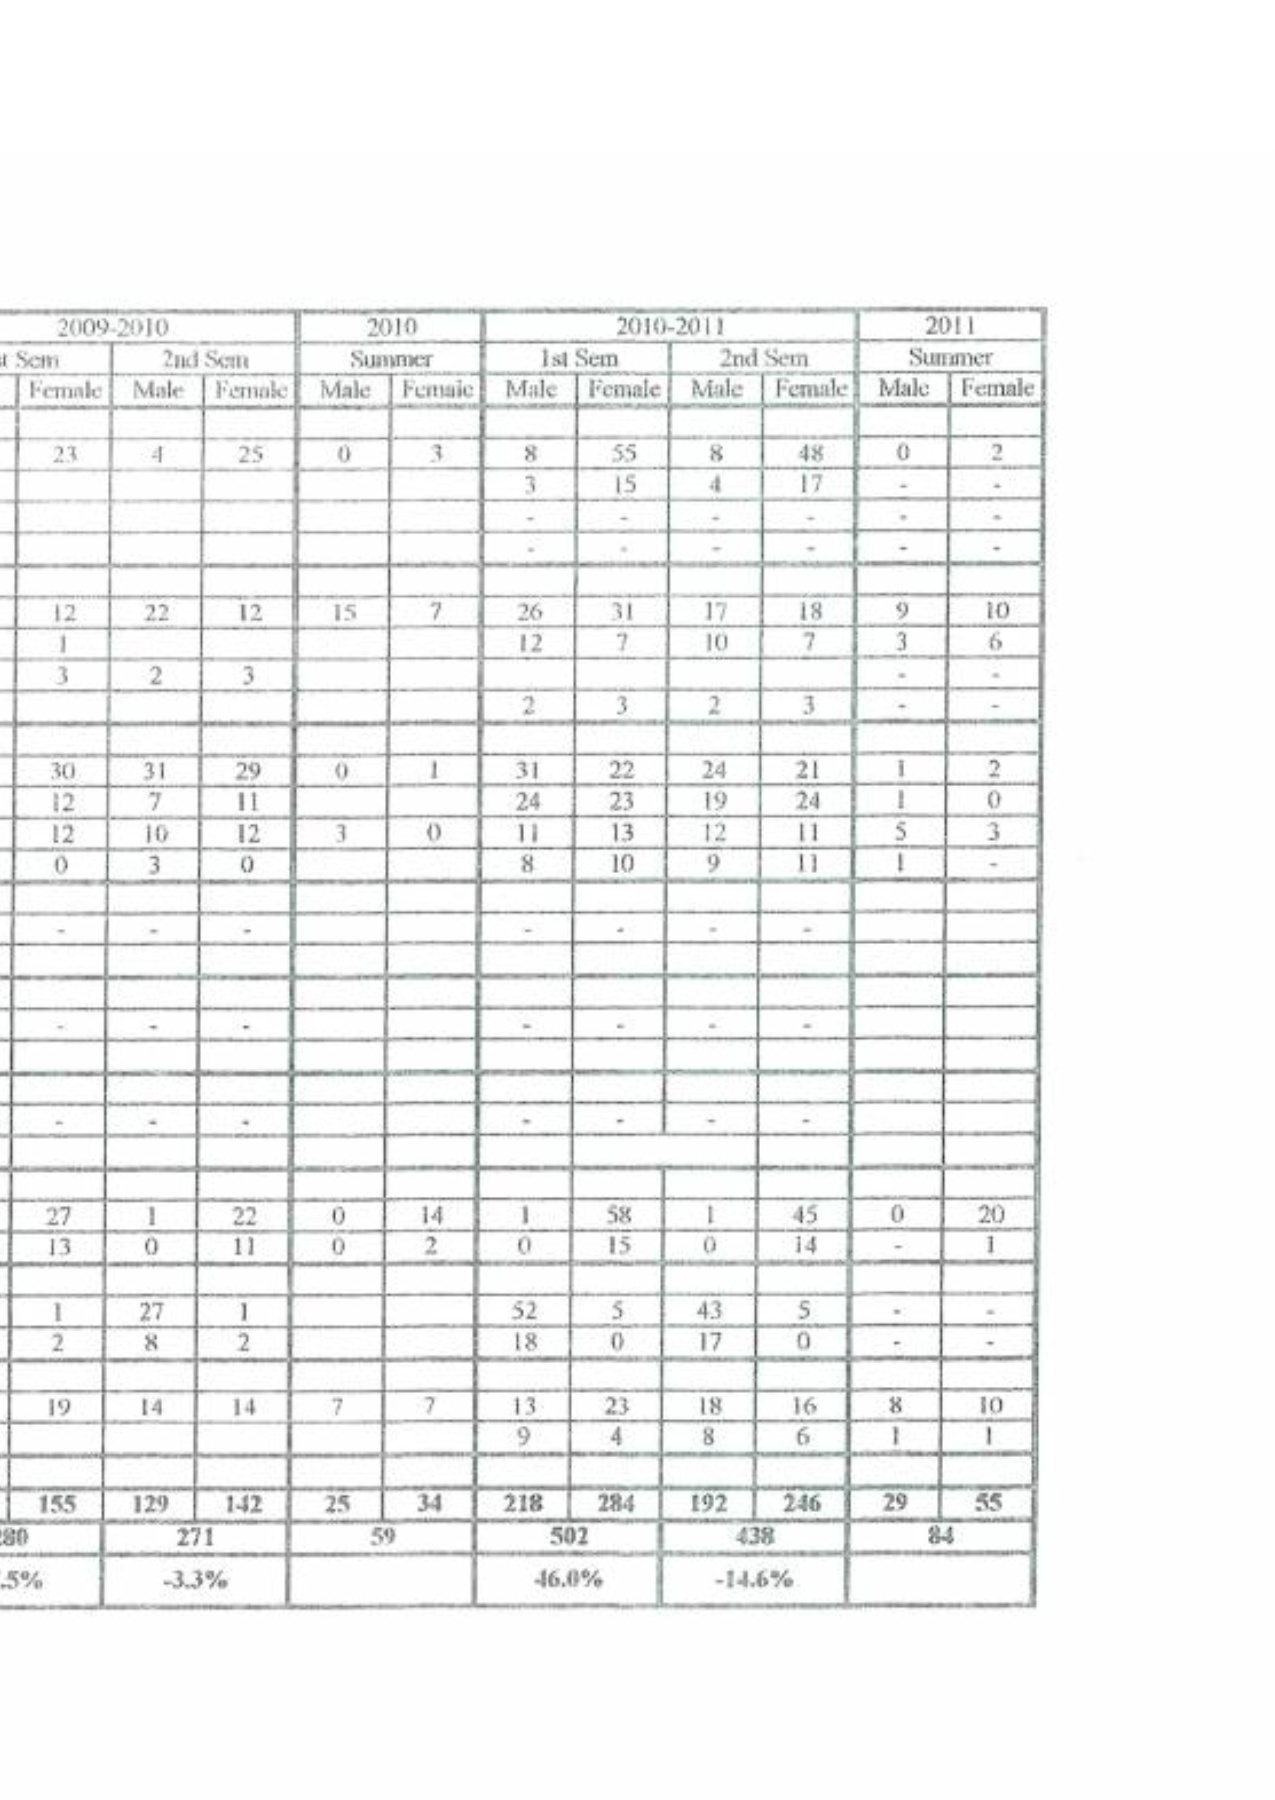 2009-2010 2010 2010-2011 2011
st Sem 2nd Sem Summer 1st Sem 2nd Sem Summer
Female Male Female Male Female Male Female Male Female Male Female
23 4 25 0 3 8 55 8 48 0 2
3 15 4 17 - -
- - - - - -
- - - - - -
12 22 12 15 7 26 31 17 18 9 10
1 12 7 10 7 3 6
3 2 3 - -
2 3 2 3 - -
30 31 29 0 1 31 22 24 21 1 2
12 7 11 24 23 19 24 1 0
12 10 12 3 0 11 13 12 11 5 3
0 3 0 8 10 9 11 1 -
- - - - - - -
- - - - - - -
- - - - - - -
27 1 22 0 14 1 58 1 45 0 20
13 0 11 0 2 0 15 0 14 - 1
1 27 1 52 5 43 5 - -
2 8 2 18 0 17 0 - -
19 14 14 7 7 13 23 18 16 8 10
9 4 8 6 1 1
155 129 142 25 34 218 284 192 246 29 55
280 271 59 502 438 84
.5% -3.3% 46.0% -14.6%